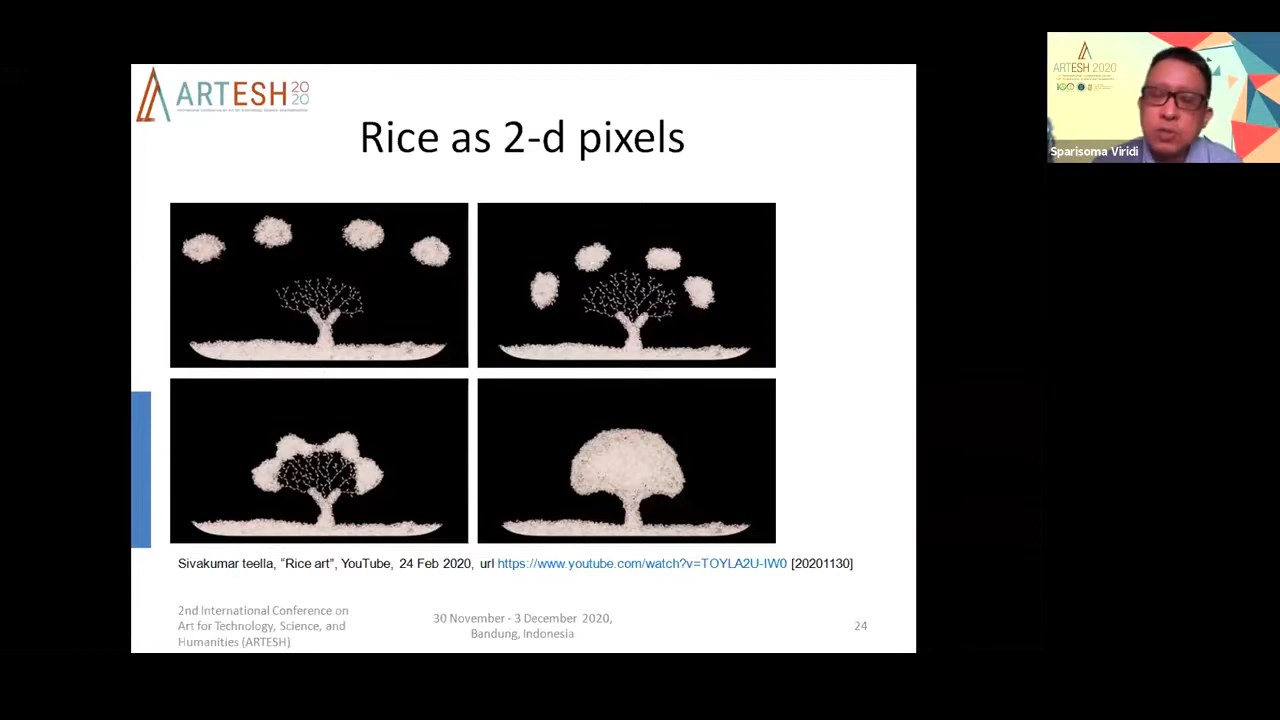 ARTESH 20
20
Rice as 2-d pixels
Sivakumar teella, “Rice art”, YouTube, 24 Feb 2020, url https://www.youtube.com/watch?v=TOYLA2U-IW0 [20201130]
2nd International Conference on
Art for Technology, Science, and
Humanities (ARTESH)
30 November - 3 December 2020,
Bandung, Indonesia
24
ARTESH 2020
Sparisoma Viridi